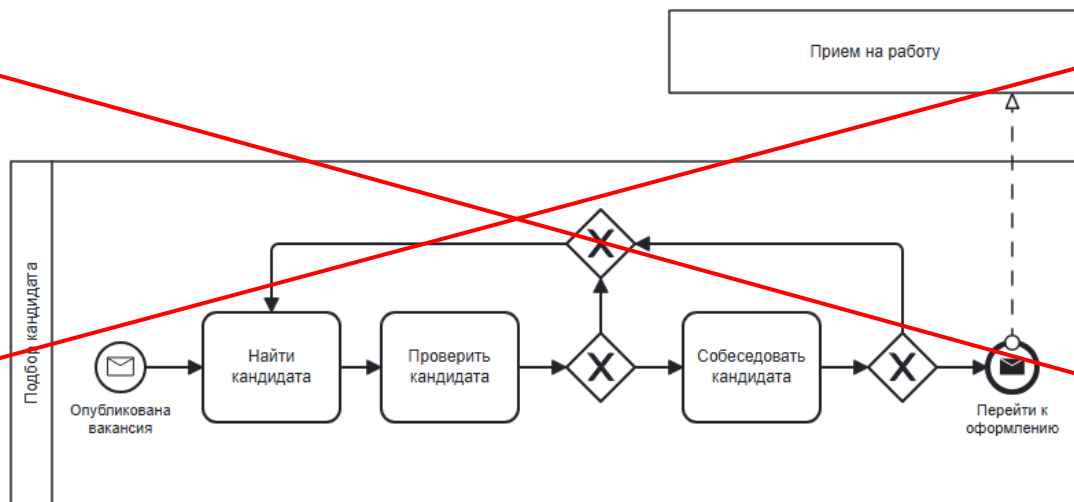 Прием на работу
Подбор кандидата
Опубликована
вакансия
Найти
кандидата
Проверить
кандидата
Собеседовать
кандидата
Перейти к
оформлению